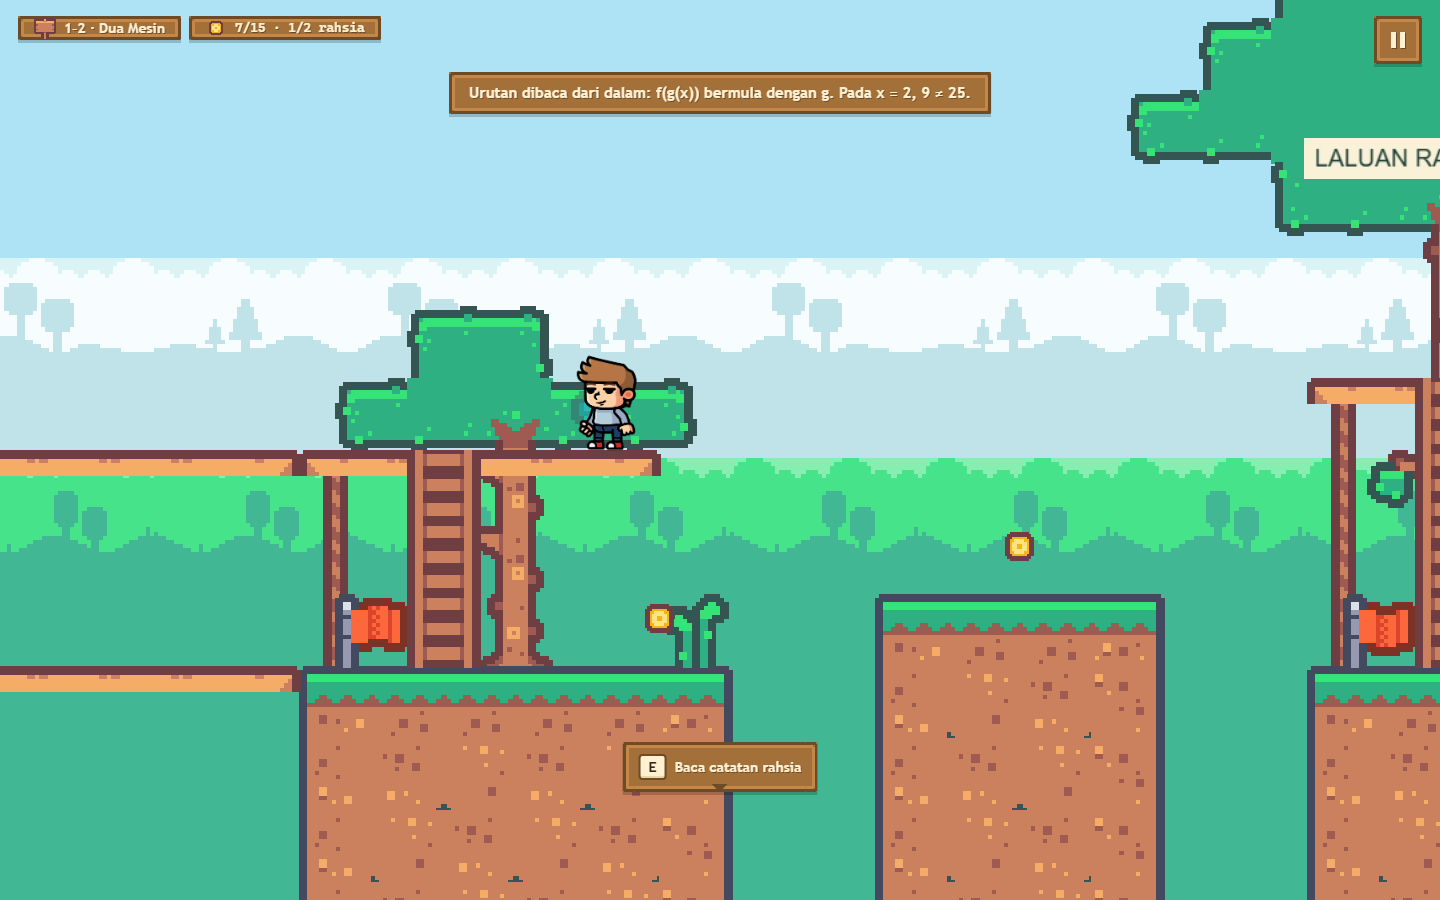 1-2 · Dua Mesin
7/15 · 1/2 rahsia
Urutan dibaca dari dalam: f(g(x)) bermula dengan g. Pada x = 2, 9 ≠ 25.
LALUAN RA
E Baca catatan rahsia